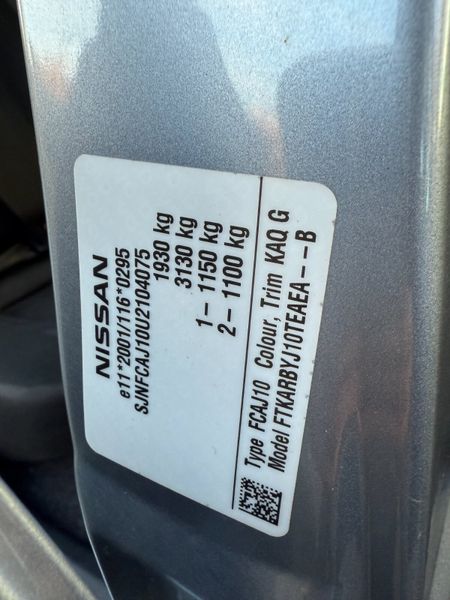 NISSAN
e11*2001/116*0295
SJNFCAJ10U2104075
1930 kg
3130 kg
1- 1150 kg
2- 1100 kg
Type FCAJ10 Colour, Trim KAQ G
Model FTKARBYJ10TEAEA---B